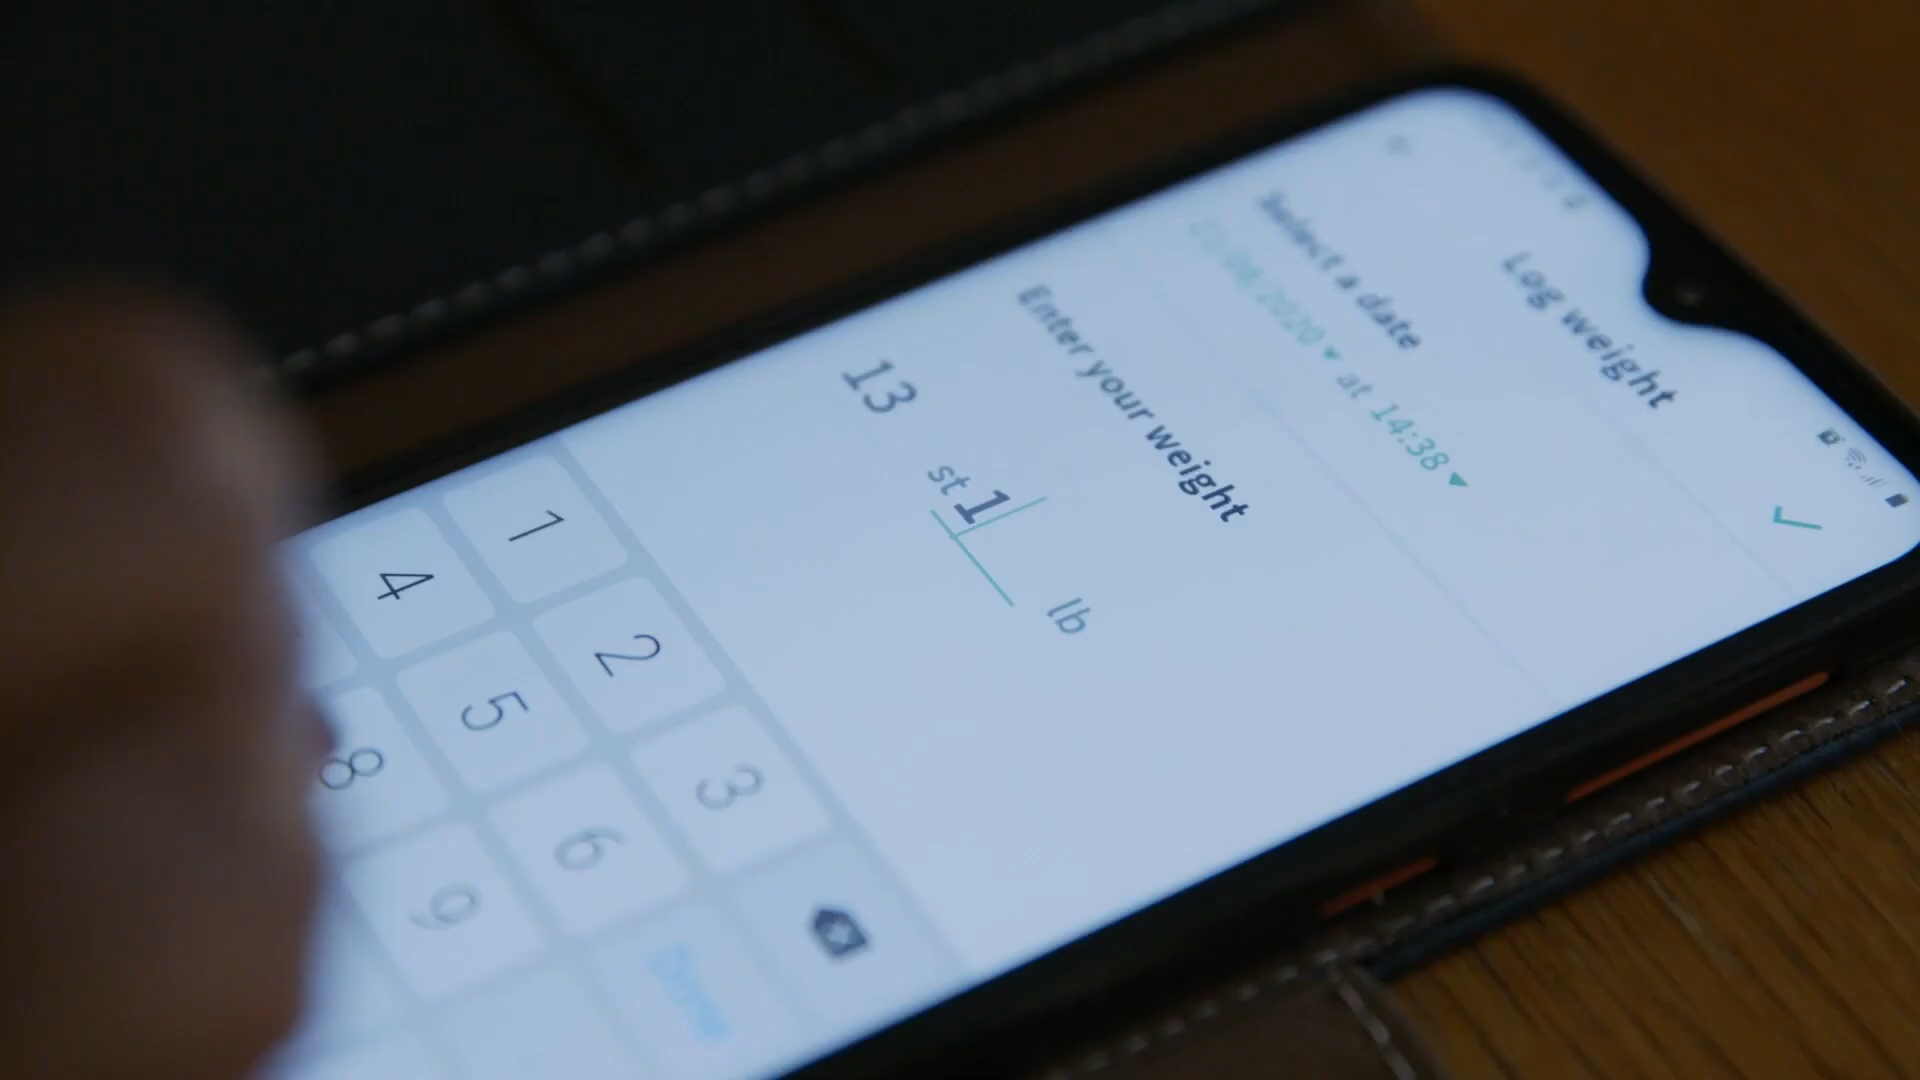 Log weight
Select a date
at 14:38
Enter your weight
13 st 1 lb
1 2 3
4 5 6
8 9
Done